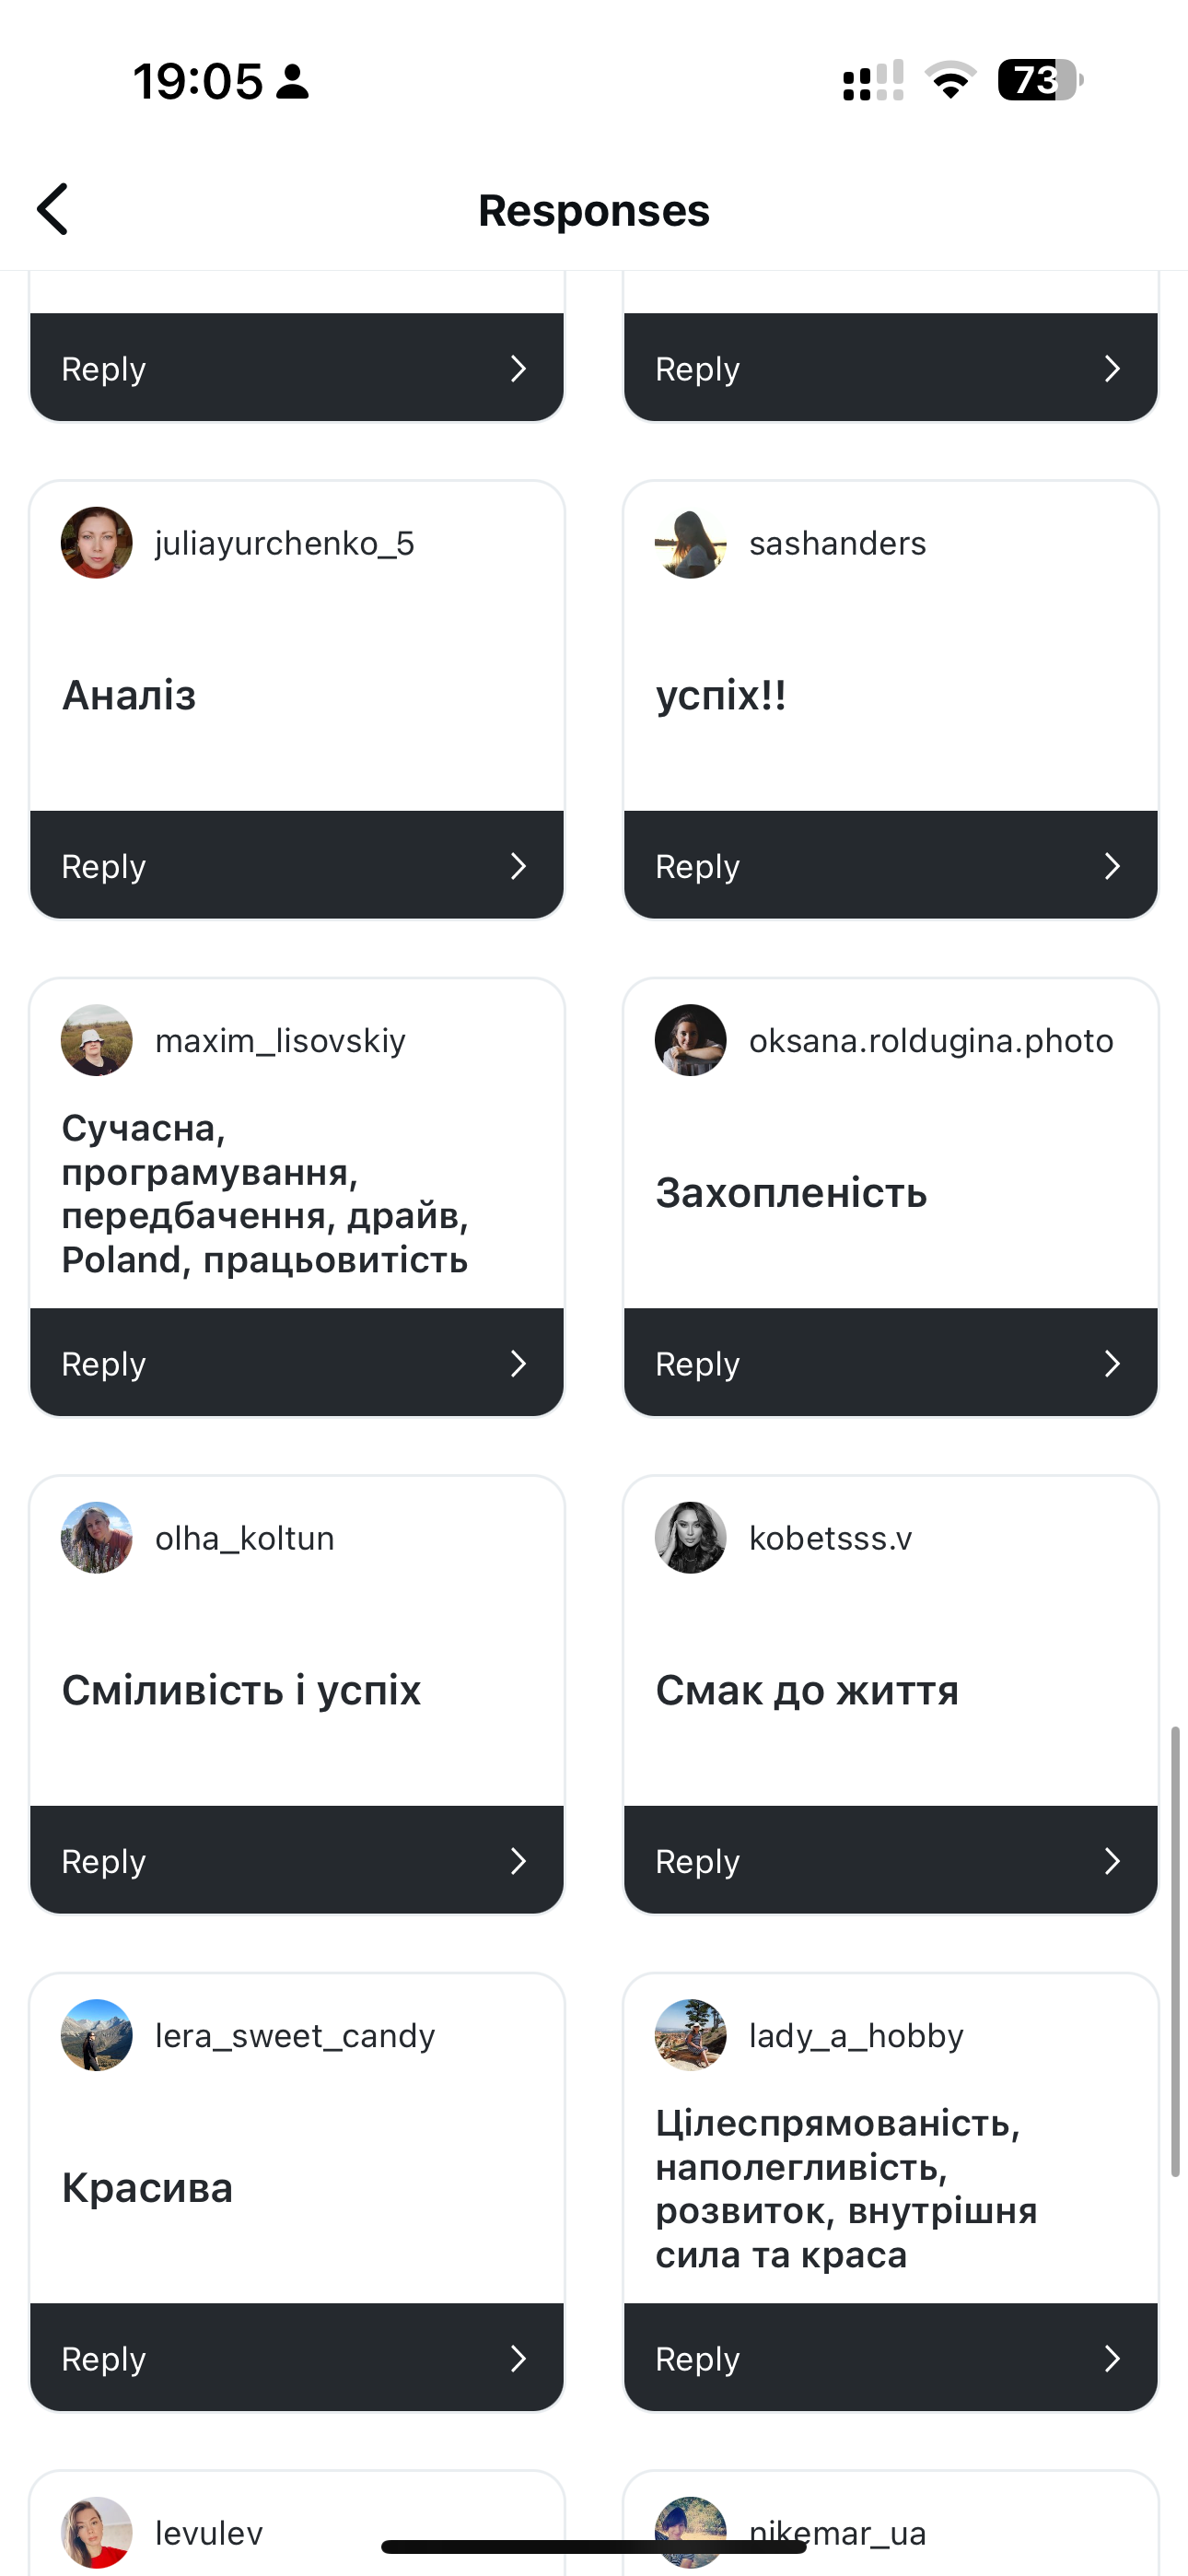 19:05
73
Responses
Reply
Reply
juliayurchenko_5
sashanders
Аналіз
успіх!!
Reply
Reply
maxim_lisovskiy
oksana.roldugina.photo
Сучасна,
програмування,
передбачення, драйв,
Poland, працьовитість
Захопленість
Reply
Reply
olha_koltun
kobetsss.v
Сміливість і успіх
Смак до життя
Reply
Reply
lera_sweet_candy
lady_a_hobby
Красива
Цілеспрямованість,
наполегливість,
розвиток, внутрішня
сила та краса
Reply
Reply
levulev
nikemar_ua